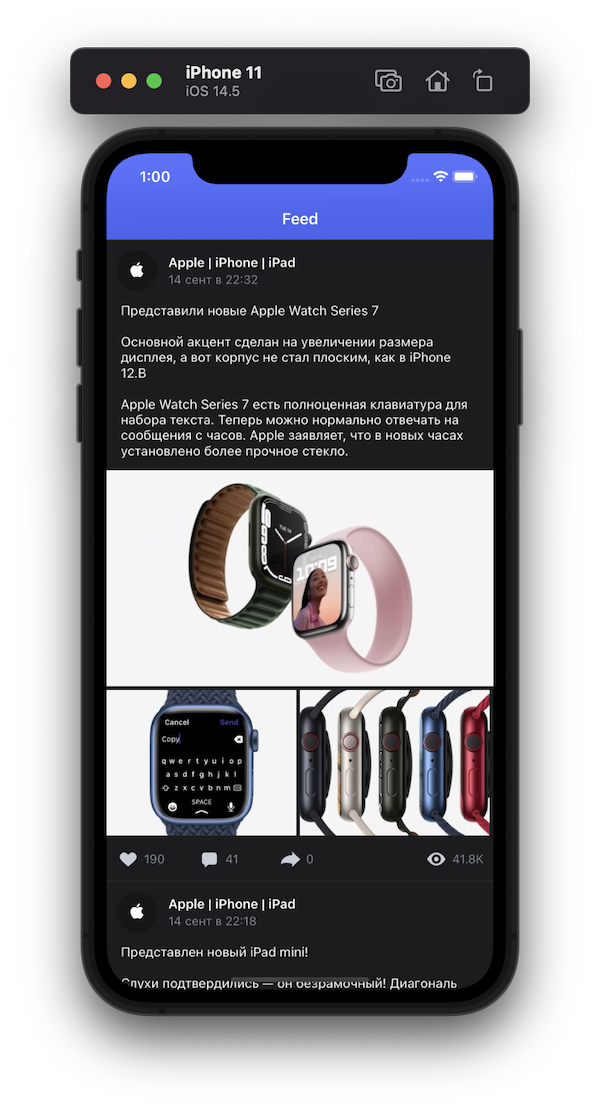 iPhone 11
iOS 14.5
1:00
Feed
Apple | iPhone | iPad
14 сент в 22:32
Представили новые Apple Watch Series 7
Основной акцент сделан на увеличении размера
дисплея, а вот корпус не стал плоским, как в iPhone
12.В
Apple Watch Series 7 есть полноценная клавиатура для
набора текста. Теперь можно нормально отвечать на
сообщения с часов. Apple заявляет, что в новых часах
установлено более прочное стекло.
TUE 14
10:09
Cancel Send
Copy
q w e r t y u i o p
a s d f g h j k l
z x c v b n m
SPACE
190 41 0 41.8K
Apple | iPhone | iPad
14 сент в 22:18
Представлен новый iPad mini!
Слухи подтвердились — он безрамочный! Диагональ